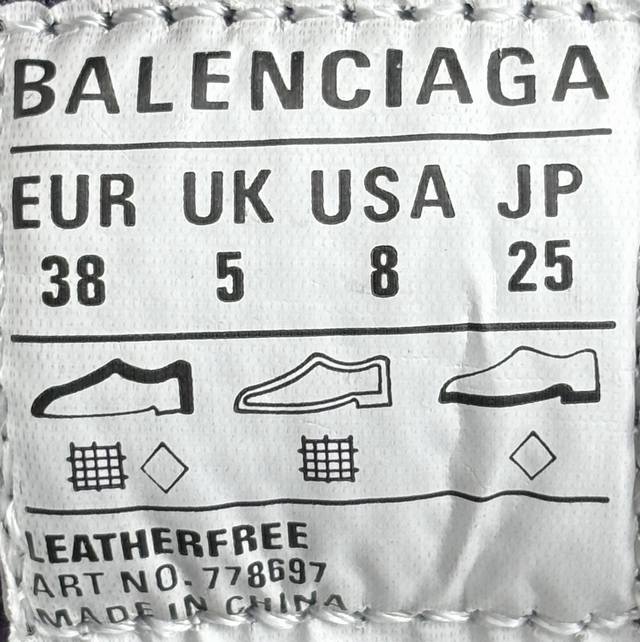 BALENCIAGA
EUR UK USA JP
38 5 8 25
LEATHERFREE
ART NO. 778697
MADE IN CHINA